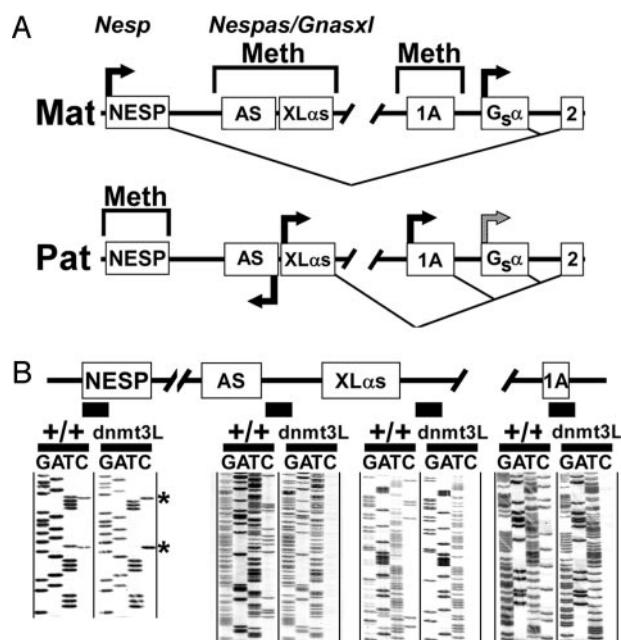 A
Nesp Nespas/Gnasxl
Meth Meth
Mat NESP AS XLαs 1A Gsα 2
Meth
Pat NESP AS XLαs 1A Gsα 2
B
NESP AS XLαs 1A
+/+ dnmt3L +/+ dnmt3L +/+ dnmt3L +/+ dnmt3L
GATC GATC GATC GATC GATC GATC GATC GATC
*
*